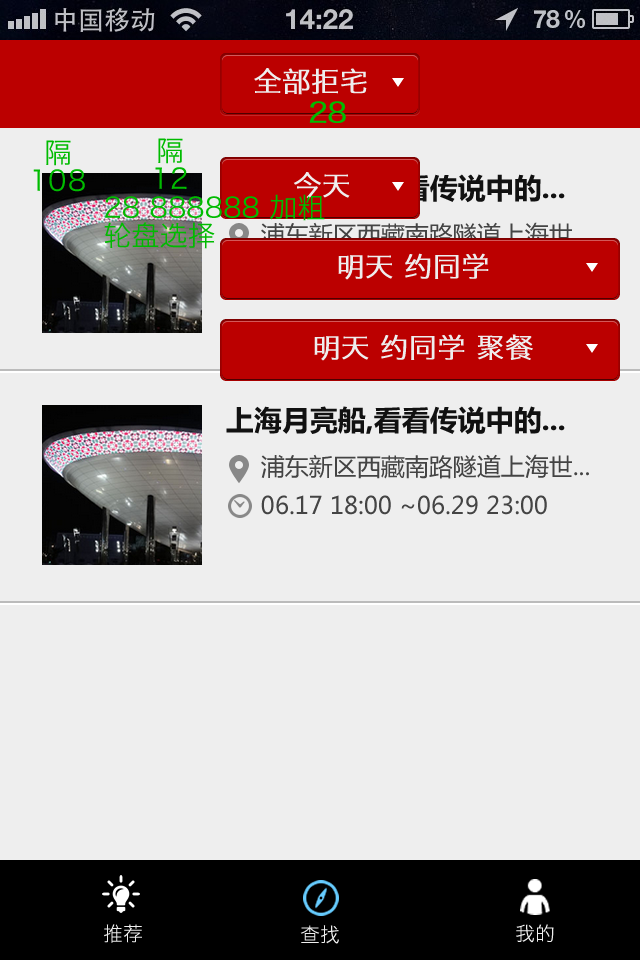 中国移动 14:22 78%
全部拒宅
28
隔 隔
108 12
今天
看传说中的...
28 888888 加粗
轮盘选择
浦东新区西藏南路隧道上海世...
明天 约同学
明天 约同学 聚餐
上海月亮船,看看传说中的...
浦东新区西藏南路隧道上海世...
06.17 18:00 ~06.29 23:00
推荐 查找 我的